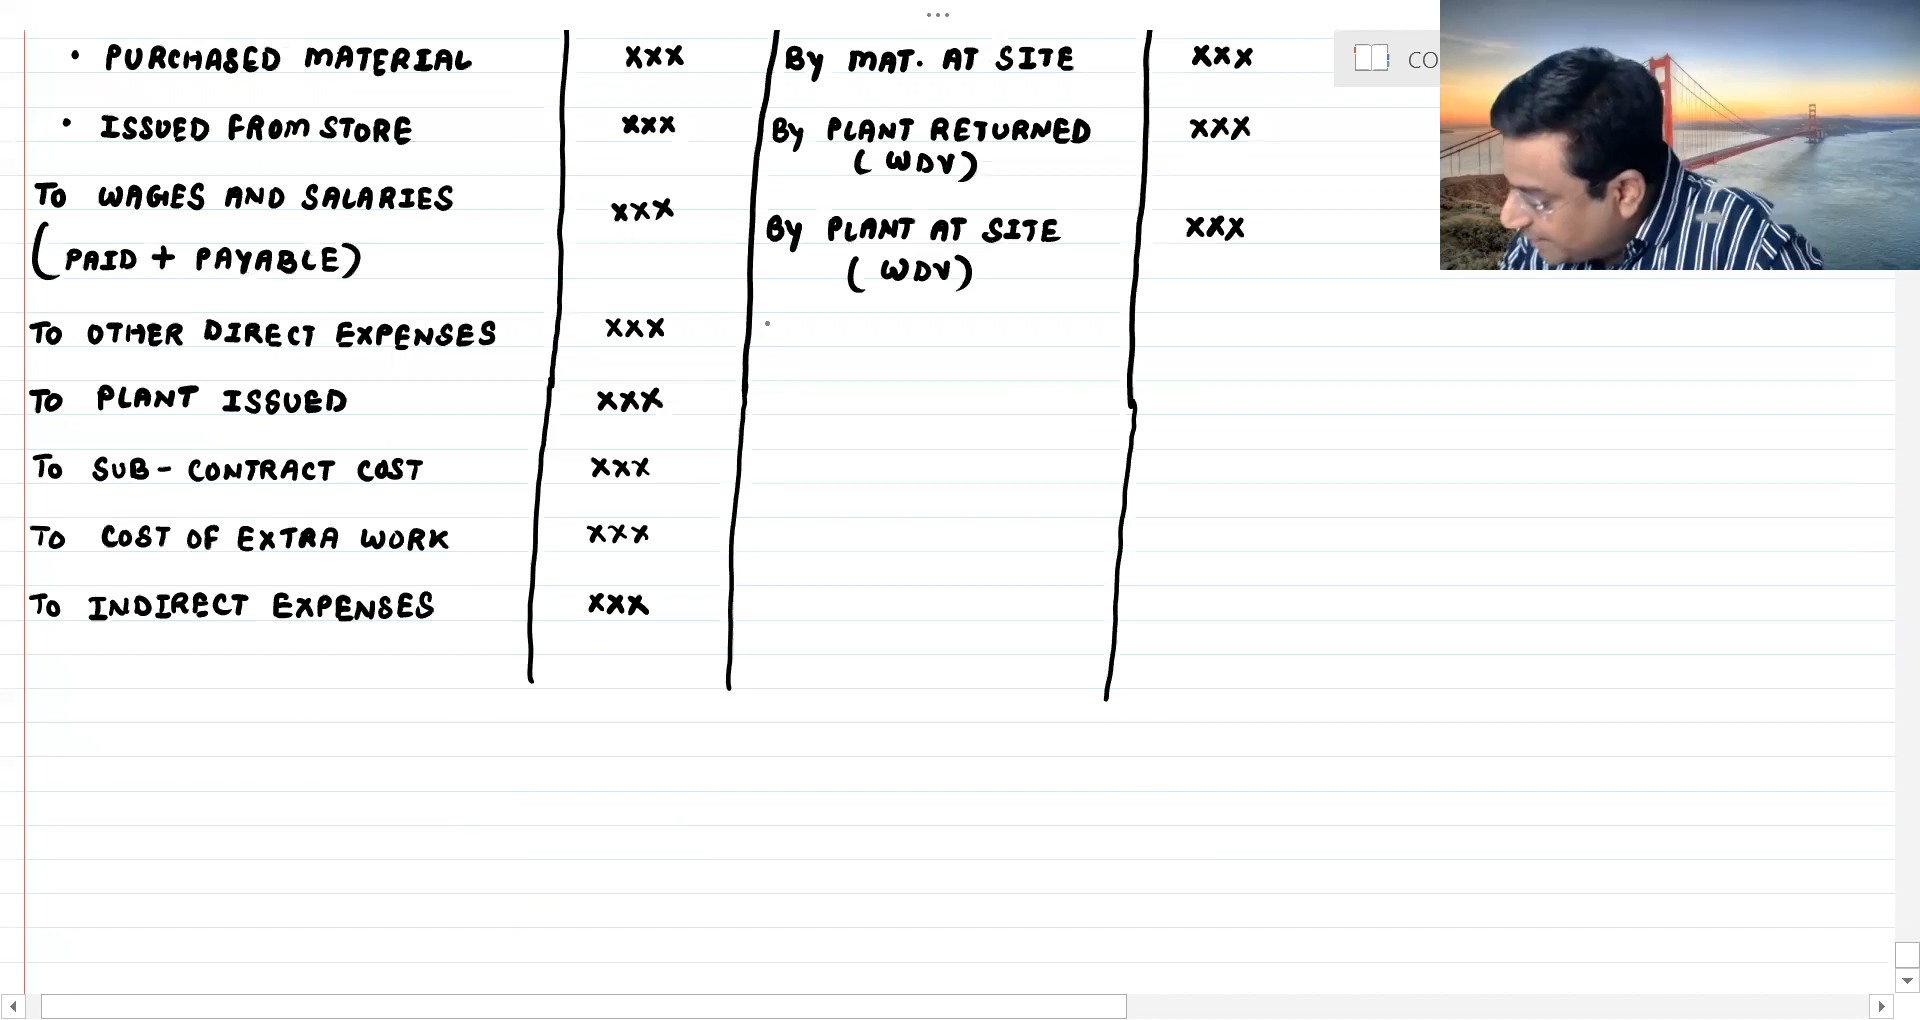 • PURCHASED MATERIAL XXX By MAT. AT SITE XXX
CO
• ISSUED FROM STORE XXX By PLANT RETURNED XXX
(WDV)
To WAGES AND SALARIES XXX
(PAID + PAYABLE)
By PLANT AT SITE XXX
(WDV)
To OTHER DIRECT EXPENSES XXX
To PLANT ISSUED XXX
To SUB-CONTRACT COST XXX
To COST OF EXTRA WORK XXX
To INDIRECT EXPENSES XXX